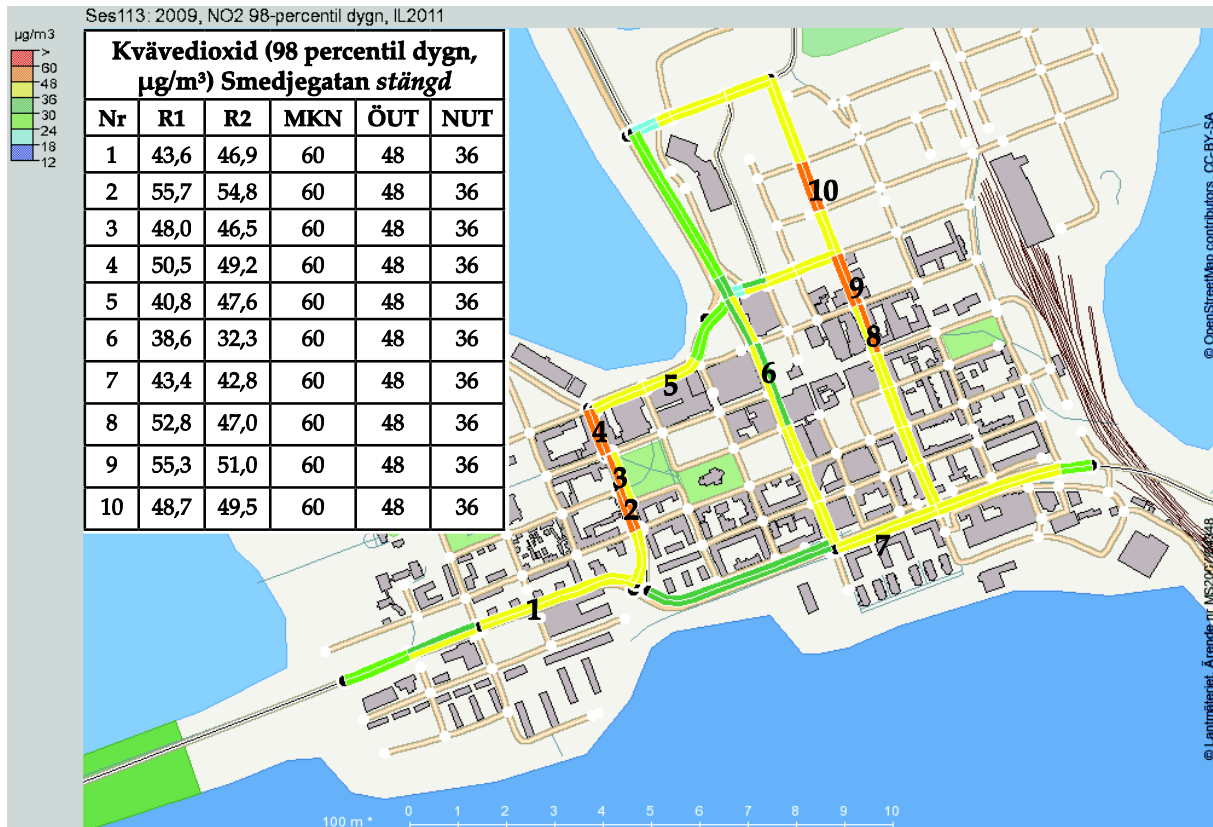 Ses113: 2009, NO2 98-percentil dygn, IL2011
µg/m3
>
60
48
36
30
24
18
12
Kvävedioxid (98 percentil dygn,
µg/m³) Smedjegatan stängd
Nr R1 R2 MKN ÖUT NUT
1 43,6 46,9 60 48 36
2 55,7 54,8 60 48 36
3 48,0 46,5 60 48 36
4 50,5 49,2 60 48 36
5 40,8 47,6 60 48 36
6 38,6 32,3 60 48 36
7 43,4 42,8 60 48 36
8 52,8 47,0 60 48 36
9 55,3 51,0 60 48 36
10 48,7 49,5 60 48 36
10
9
8
6
5
4
3
2
7
1
© OpenStreetMap contributors, CC-BY-SA
© Lantmäteriet Ärende nr
100 m *
0 1 2 3 4 5 6 7 8 9 10